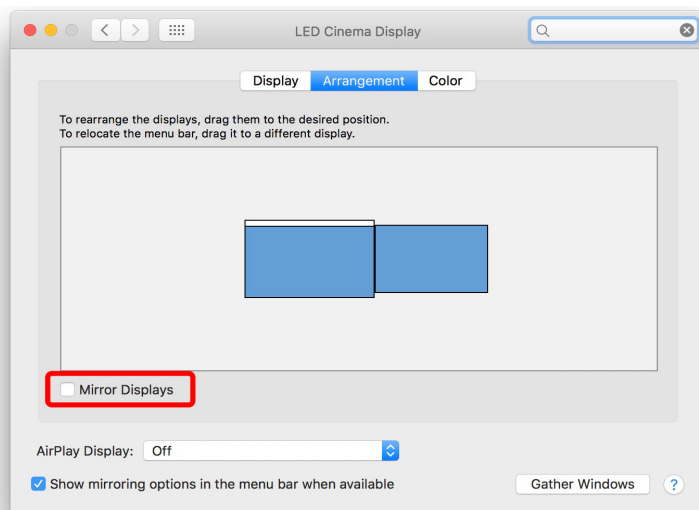 LED Cinema Display
Display Arrangement Color
To rearrange the displays, drag them to the desired position.
To relocate the menu bar, drag it to a different display.
Mirror Displays
AirPlay Display: Off
Show mirroring options in the menu bar when available
Gather Windows ?